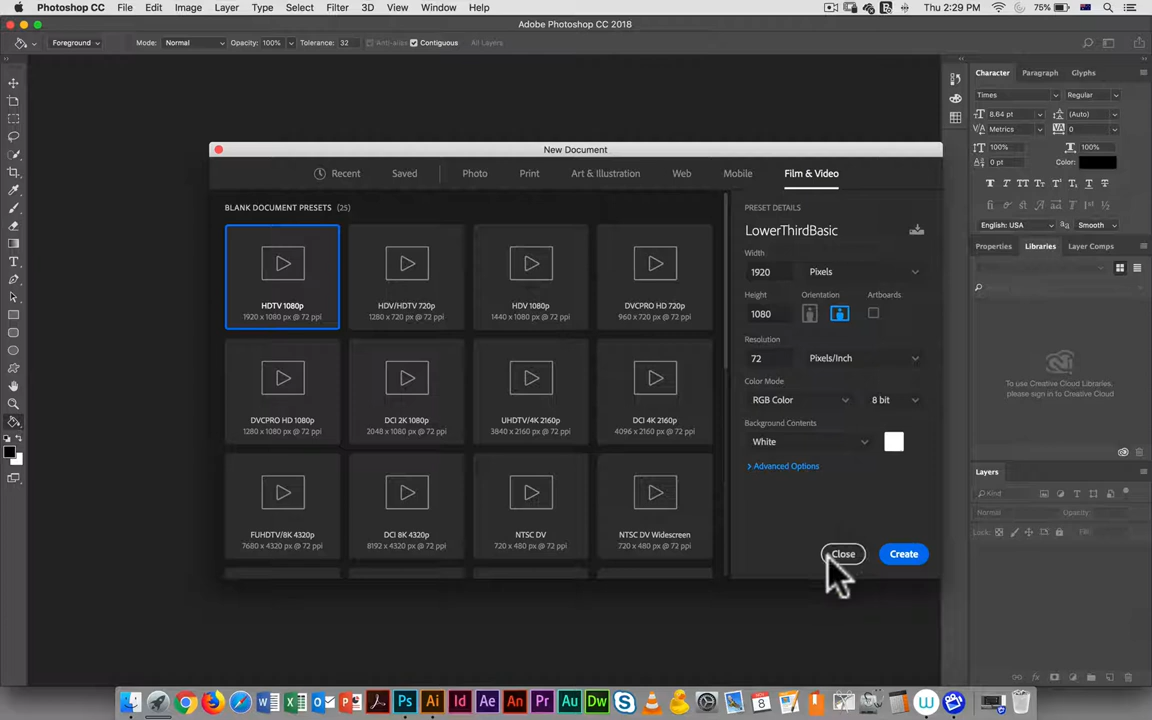 Photoshop CC File Edit Image Layer Type Select Filter 3D View Window Help 75% Thu 2:29 PM
Adobe Photoshop CC 2018
Foreground Mode: Normal Opacity: 100% Tolerance: 32 Anti-alias Contiguous All Layers
New Document
Recent Saved Photo Print Art & Illustration Web Mobile Film & Video
BLANK DOCUMENT PRESETS (25)
HDTV 1080p
1920 x 1080 px @ 72 ppi
HDV/HDTV 720p
1280 x 720 px @ 72 ppi
HDV 1080p
1440 x 1080 px @ 72 ppi
DVCPRO HD 720p
960 x 720 px @ 72 ppi
DVCPRO HD 1080p
1280 x 1080 px @ 72 ppi
DCI 2K 1080p
2048 x 1080 px @ 72 ppi
UHDTV/4K 2160p
3840 x 2160 px @ 72 ppi
DCI 4K 2160p
4096 x 2160 px @ 72 ppi
FUHDTV/8K 4320p
7680 x 4320 px @ 72 ppi
DCI 8K 4320p
8192 x 4320 px @ 72 ppi
NTSC DV
720 x 480 px @ 72 ppi
NTSC DV Widescreen
720 x 480 px @ 72 ppi
PRESET DETAILS
LowerThirdBasic
Width
1920 Pixels
Height Orientation Artboards
1080
Resolution
72 Pixels/Inch
Color Mode
RGB Color 8 bit
Background Contents
White
Advanced Options
Close Create
Character Paragraph Glyphs
Times Regular
8.64 pt (Auto)
Metrics 0
100% 100%
0 pt Color:
English: USA aa Smooth
Properties Libraries Layer Comps
To use Creative Cloud Libraries,
please sign in to Creative Cloud
Layers
Kind
Normal Opacity:
Lock: Fill:
Ps Ai Id Ae An Pr Au Dw